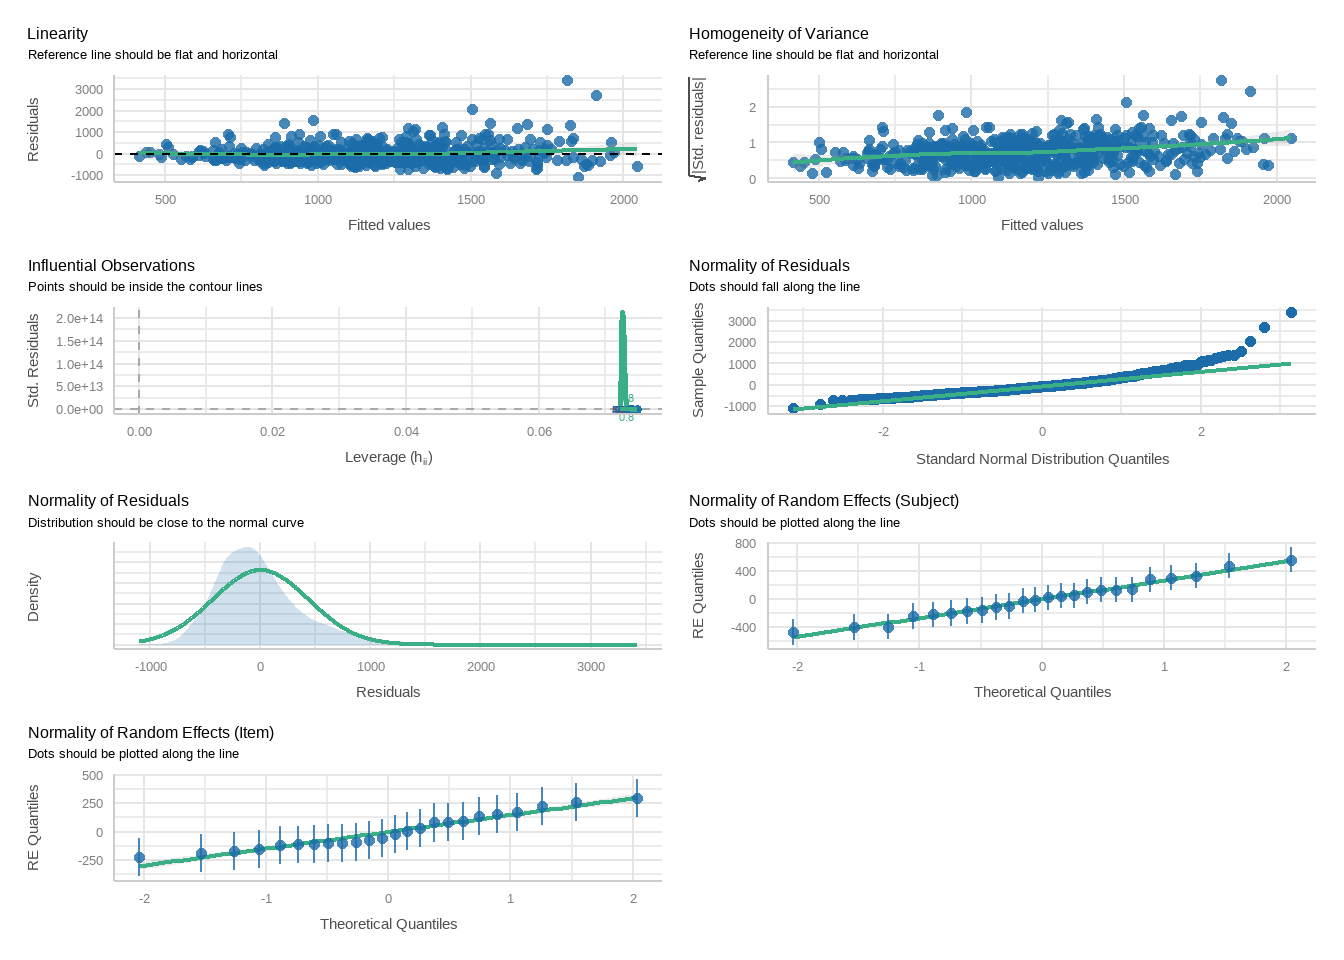 Linearity
Reference line should be flat and horizontal
Residuals
3000
2000
1000
0
-1000
500
1000
1500
2000
Fitted values
Homogeneity of Variance
Reference line should be flat and horizontal
|Std. residuals|
2
1
0
500
1000
1500
2000
Fitted values
Influential Observations
Points should be inside the contour lines
Std. Residuals
2.0e+14
1.5e+14
1.0e+14
5.0e+13
0.0e+00
0.8
0.00
0.02
0.04
0.06
Leverage (hii)
Normality of Residuals
Dots should fall along the line
Sample Quantiles
3000
2000
1000
0
-1000
-2
0
2
Standard Normal Distribution Quantiles
Normality of Residuals
Distribution should be close to the normal curve
Density
-1000
0
1000
2000
3000
Residuals
Normality of Random Effects (Subject)
Dots should be plotted along the line
RE Quantiles
800
400
0
-400
-2
-1
0
1
2
Theoretical Quantiles
Normality of Random Effects (Item)
Dots should be plotted along the line
RE Quantiles
500
250
0
-250
-2
-1
0
1
2
Theoretical Quantiles